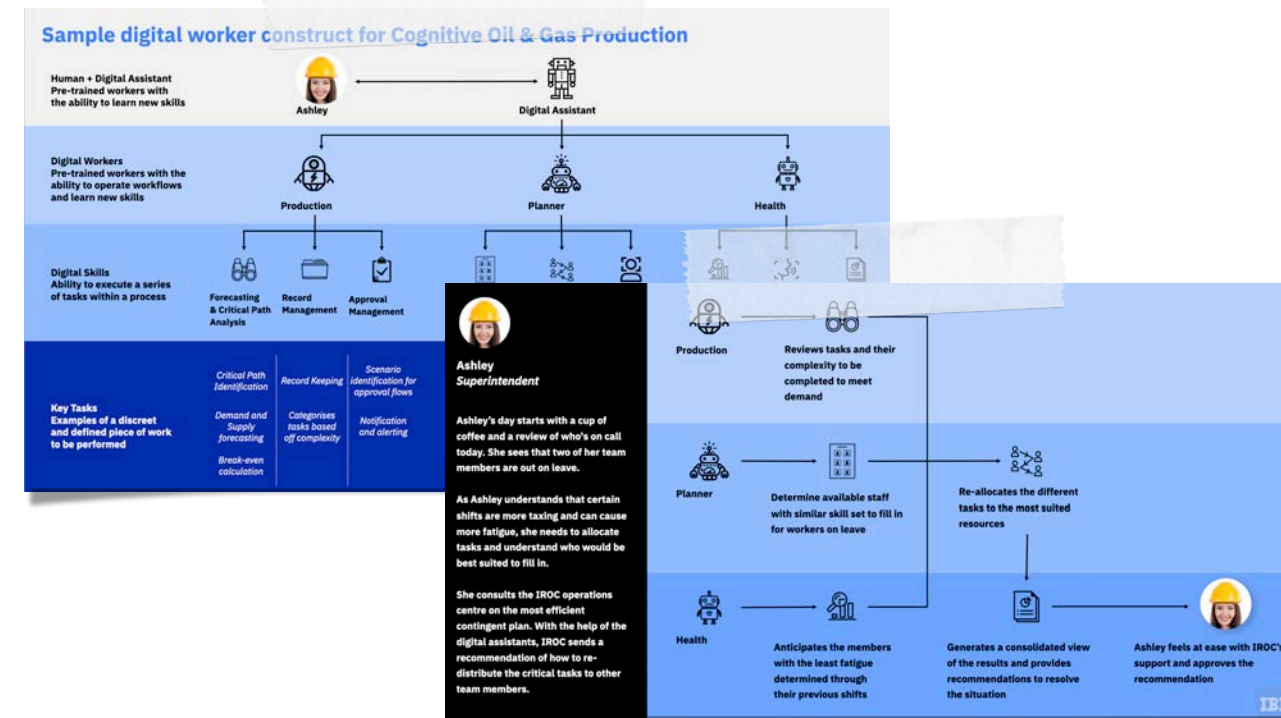 Sample digital worker construct for Cognitive Oil & Gas Production
Human + Digital Assistant
Pre-trained workers with
the ability to learn new skills
Ashley
Digital Assistant
Digital Workers
Pre-trained workers with the
ability to operate workflows
and learn new skills
Production
Planner
Health
Digital Skills
Ability to execute a series
of tasks within a process
Forecasting
& Critical Path
Analysis
Record
Management
Approval
Management
Key Tasks
Examples of a discreet
and defined piece of work
to be performed
Critical Path
Identification
Demand and
Supply
forecasting
Break-even
calculation
Record Keeping
Categorises
tasks based
off complexity
Scenario
identification for
approval flows
Notification
and alerting
Ashley
Superintendent
Ashley's day starts with a cup of
coffee and a review of who's on call
today. She sees that two of her team
members are out on leave.
As Ashley understands that certain
shifts are more taxing and can cause
more fatigue, she needs to allocate
tasks and understand who would be
best suited to fill in.
She consults the IROC operations
centre on the most efficient
contingent plan. With the help of the
digital assistants, IROC sends a
recommendation of how to re-
distribute the critical tasks to other
team members.
Production
Reviews tasks and their
complexity to be
completed to meet
demand
Planner
Determine available staff
with similar skill set to fill in
for workers on leave
Re-allocates the different
tasks to the most suited
resources
Health
Anticipates the members
with the least fatigue
determined through
their previous shifts
Generates a consolidated view
of the results and provides
recommendations to resolve
the situation
Ashley feels at ease with IROC's
support and approves the
recommendation